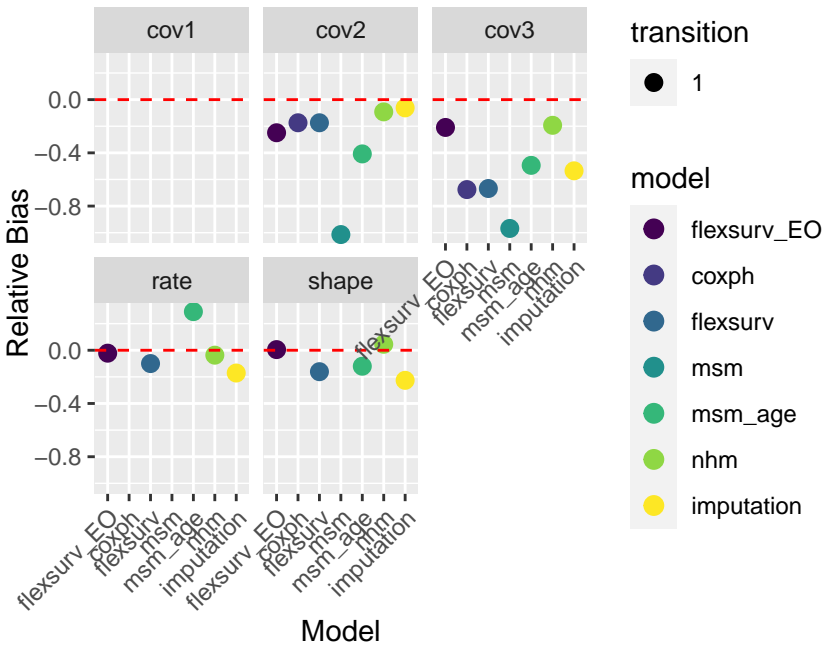 cov1
cov2
cov3
0.0
−0.4
−0.8
flexsurv_EO
coxph
flexsurv
msm
msm_age
nhm
imputation
rate
shape
0.0
−0.4
−0.8
flexsurv_EO
coxph
flexsurv
msm
msm_age
nhm
imputation
flexsurv_EO
coxph
flexsurv
msm
msm_age
nhm
imputation
Model
Relative Bias
transition
1
model
flexsurv_EO
coxph
flexsurv
msm
msm_age
nhm
imputation